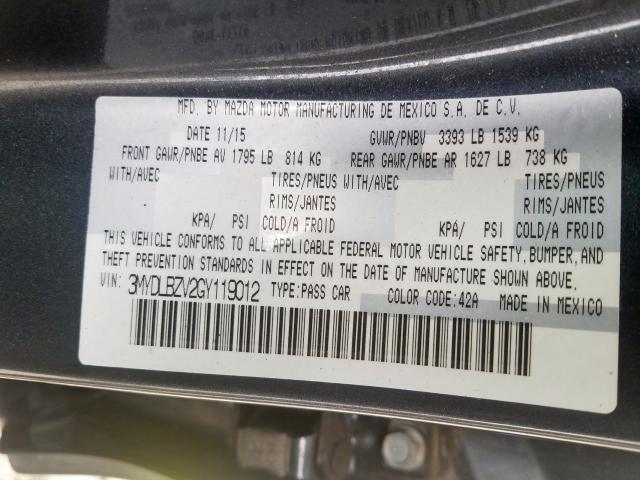 MFD. BY MAZDA MOTOR MANUFACTURING DE MEXICO S.A. DE C.V.
DATE 11/15 GVWR/PNBV 3393 LB 1539 KG
FRONT GAWR/PNBE AV 1795 LB 814 KG REAR GAWR/PNBE AR 1627 LB 738 KG
WITH/AVEC TIRES/PNEUS WITH/AVEC TIRES/PNEUS
RIMS/JANTES RIMS/JANTES
KPA/ PSI COLD/A FROID KPA/ PSI COLD/A FROID
THIS VEHICLE CONFORMS TO ALL APPLICABLE FEDERAL MOTOR VEHICLE SAFETY, BUMPER, AND
THEFT PREVENTION STANDARDS IN EFFECT ON THE DATE OF MANUFACTURE SHOWN ABOVE.
VIN: 3MYDLBZV2GY119012 TYPE:PASS CAR COLOR CODE:42A MADE IN MEXICO